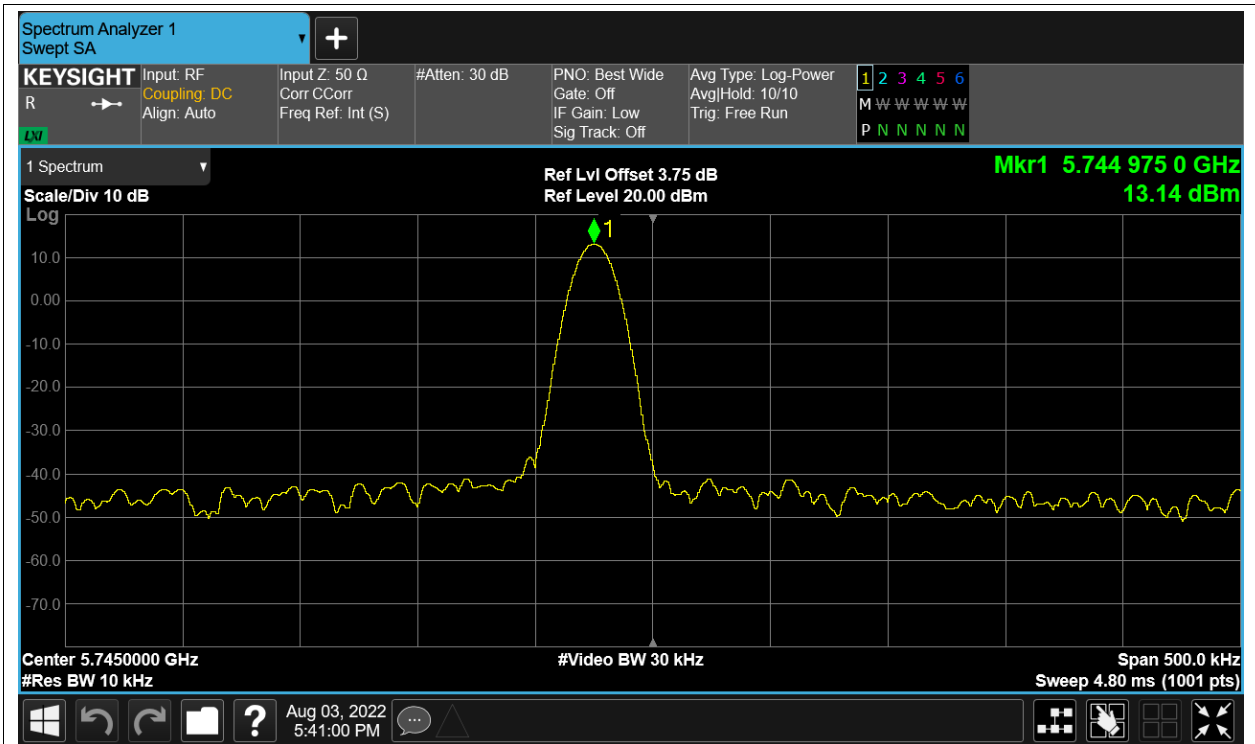 Spectrum Analyzer 1
Swept SA
KEYSIGHT
R
LXI
Input: RF
Coupling: DC
Align: Auto
Input Z: 50 Ω
Corr CCorr
Freq Ref: Int (S)
#Atten: 30 dB
PNO: Best Wide
Gate: Off
IF Gain: Low
Sig Track: Off
Avg Type: Log-Power
Avg|Hold: 10/10
Trig: Free Run
1 2 3 4 5 6
M W W W W W
P N N N N N
1 Spectrum
Scale/Div 10 dB
Log
Ref Lvl Offset 3.75 dB
Ref Level 20.00 dBm
Mkr1 5.744 975 0 GHz
13.14 dBm
1
10.0
0.00
-10.0
-20.0
-30.0
-40.0
-50.0
-60.0
-70.0
Center 5.7450000 GHz
#Video BW 30 kHz
Span 500.0 kHz
#Res BW 10 kHz
Sweep 4.80 ms (1001 pts)
?
Aug 03, 2022
5:41:00 PM